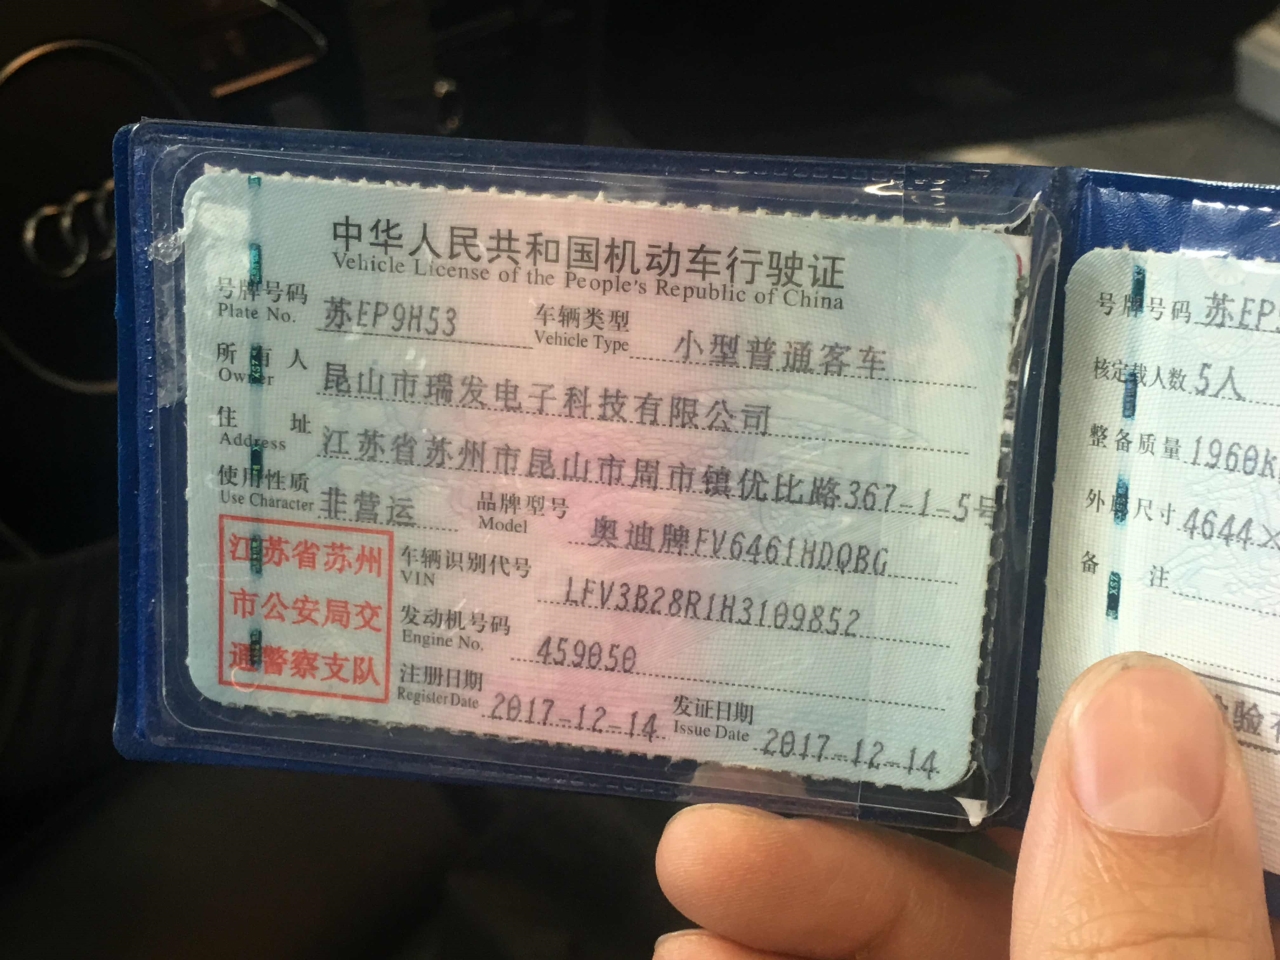 中华人民共和国机动车行驶证
Vehicle License of the People's Republic of China
号牌号码 苏EP9H53 车辆类型 小型普通客车
Plate No. Vehicle Type
所有人 昆山市瑞发电子科技有限公司
Owner
住址 江苏省苏州市昆山市周市镇优比路367-1-5号
Address
使用性质 非营运 品牌型号 奥迪牌FV6461HDQBG
Use Character Model
江苏省苏州
市公安局交
通警察支队
车辆识别代号 LFV3B28R1H3109852
VIN
发动机号码 459050
Engine No.
注册日期 2017-12-14 发证日期 2017-12-14
Register Date Issue Date
号牌号码 苏EP
核定载人数 5人
整备质量 1960K
外廓尺寸 4644×
备注
验